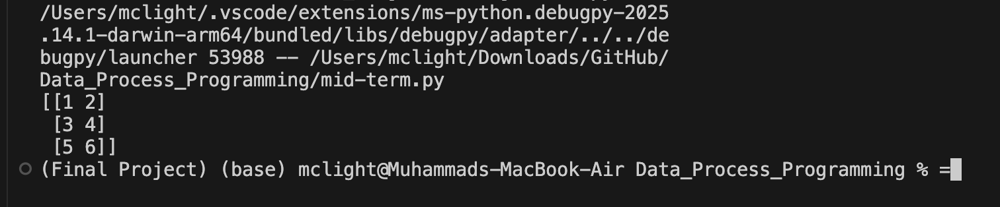 /Users/mclight/.vscode/extensions/ms-python.debugpy-2025
.14.1-darwin-arm64/bundled/libs/debugpy/adapter/../../de
bugpy/launcher 53988 -- /Users/mclight/Downloads/GitHub/
Data_Process_Programming/mid-term.py
[[1 2]
 [3 4]
 [5 6]]
(Final Project) (base) mclight@Muhammads-MacBook-Air Data_Process_Programming % =